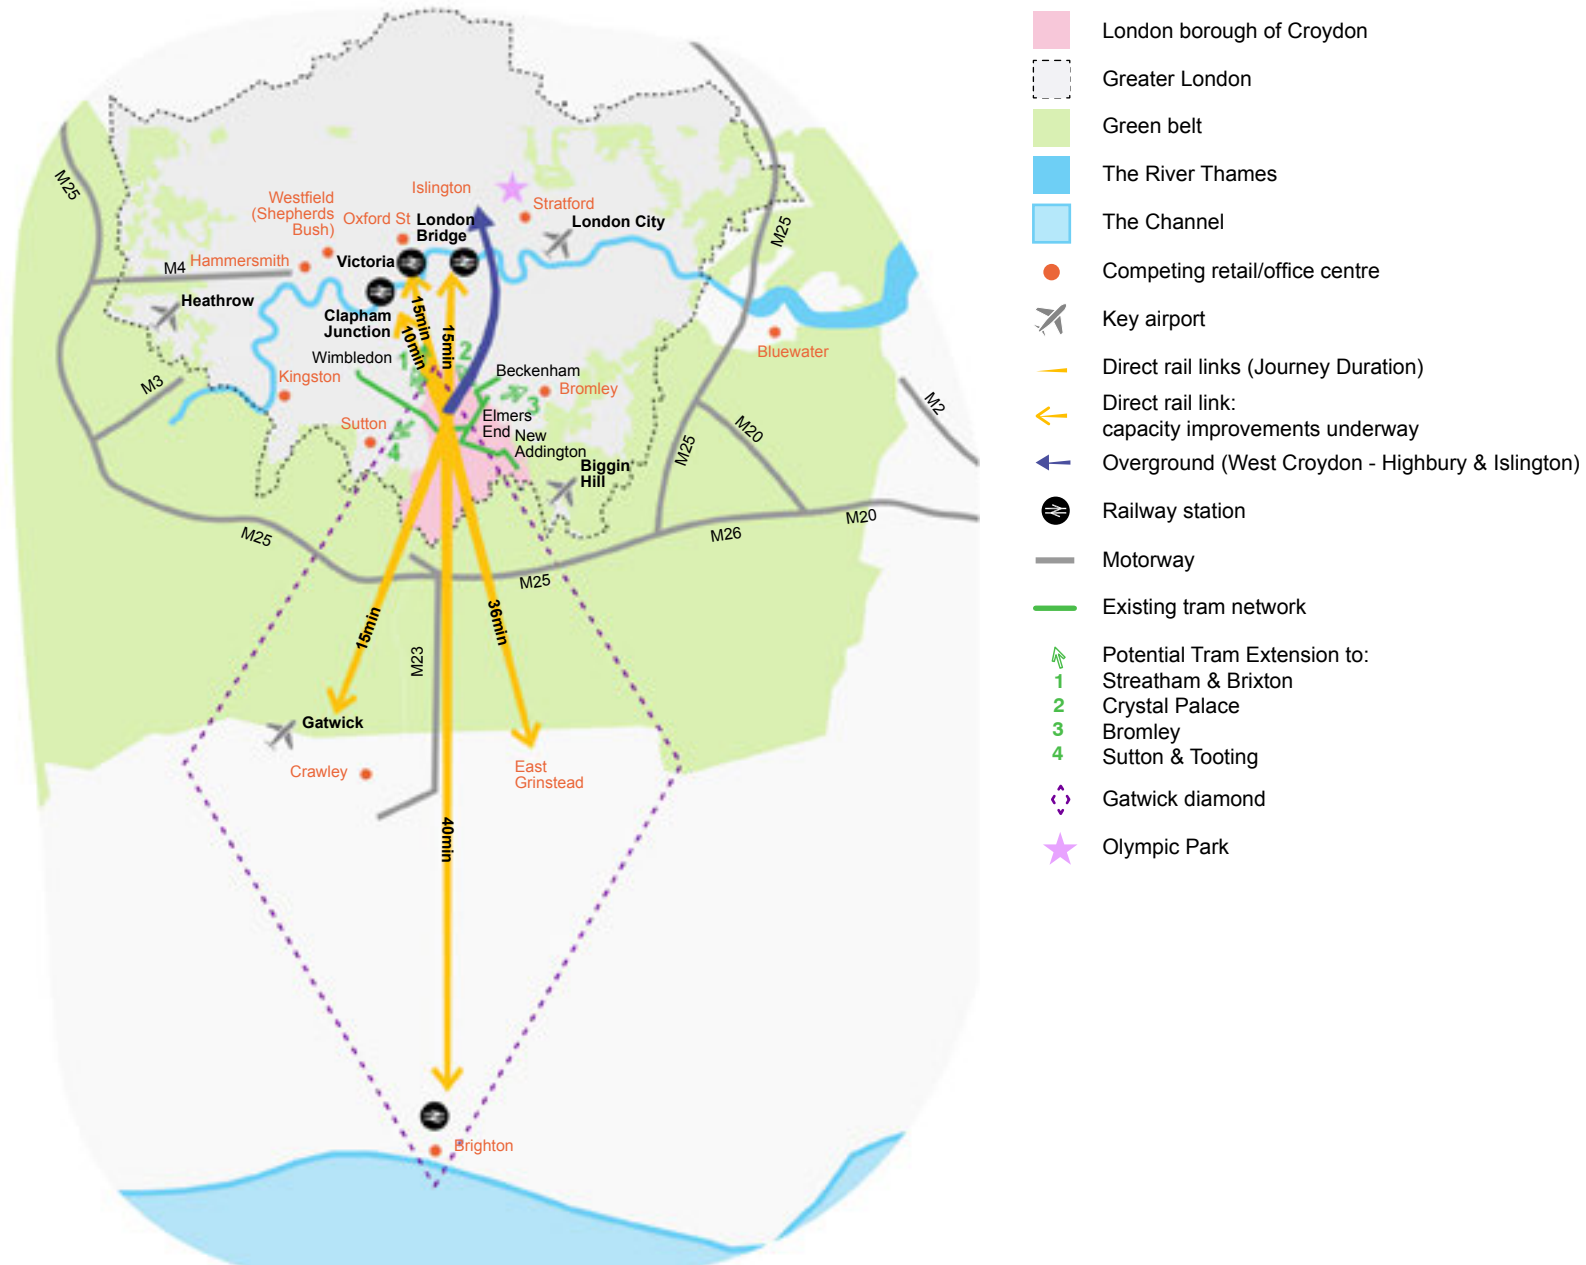 M25
Westfield
(Shepherds
Bush)
Islington
Oxford St
London
Bridge
Stratford
London City
M25
Hammersmith
M4
Victoria
Heathrow
Clapham
Junction
15min
10min
15min
Bluewater
Wimbledon
1
2
Beckenham
Kingston
M3
Bromley
3
M2
Sutton
4
Elmers
End
New
Addington
M20
M25
Biggin
Hill
M25
M26
M20
M25
15min
36min
M23
Gatwick
Crawley
East
Grinstead
40min
Brighton
London borough of Croydon
Greater London
Green belt
The River Thames
The Channel
Competing retail/office centre
Key airport
Direct rail links (Journey Duration)
Direct rail link:
capacity improvements underway
Overground (West Croydon - Highbury & Islington)
Railway station
Motorway
Existing tram network
Potential Tram Extension to:
1 Streatham & Brixton
2 Crystal Palace
3 Bromley
4 Sutton & Tooting
Gatwick diamond
Olympic Park